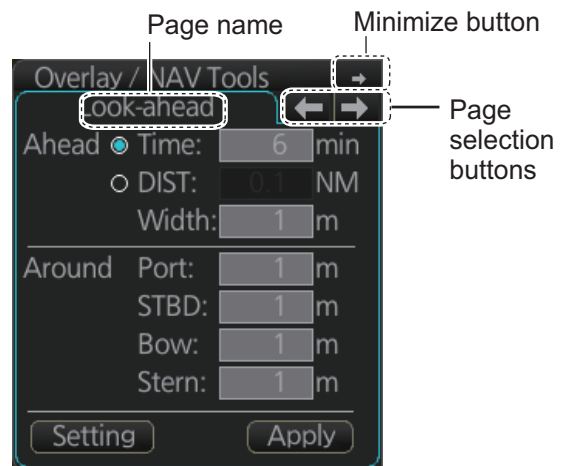 Page name
Minimize button
Overlay / NAV Tools
Look-ahead
Page
selection
buttons
Ahead Time: 6 min
DIST: 0.1 NM
Width: 1 m
Around Port: 1 m
STBD: 1 m
Bow: 1 m
Stern: 1 m
Setting Apply